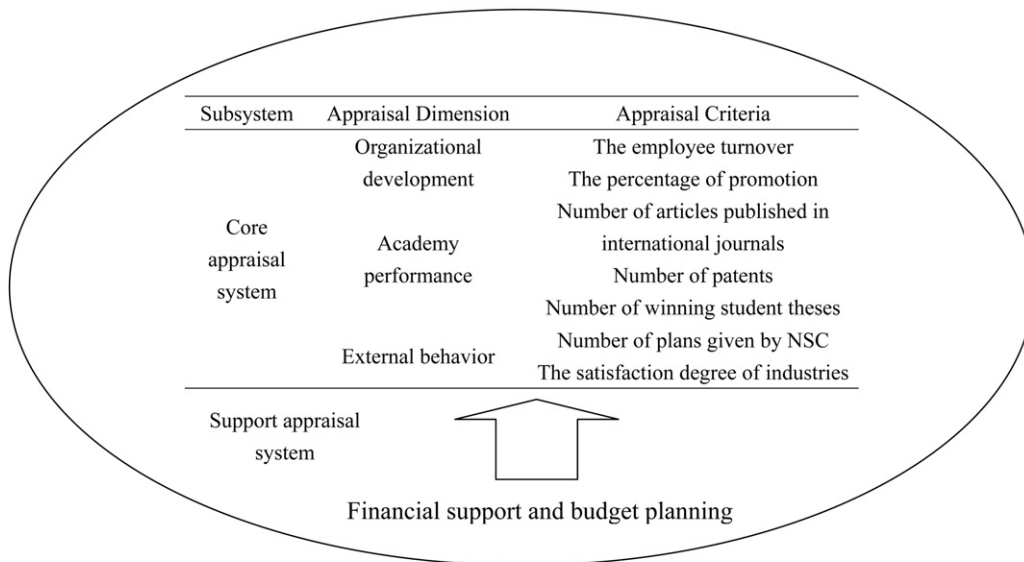 Subsystem Appraisal Dimension Appraisal Criteria
Organizational
development
The employee turnover
The percentage of promotion
Core
appraisal
system
Academy
performance
Number of articles published in
international journals
Number of patents
Number of winning student theses
External behavior
Number of plans given by NSC
The satisfaction degree of industries
Support appraisal
system
Financial support and budget planning